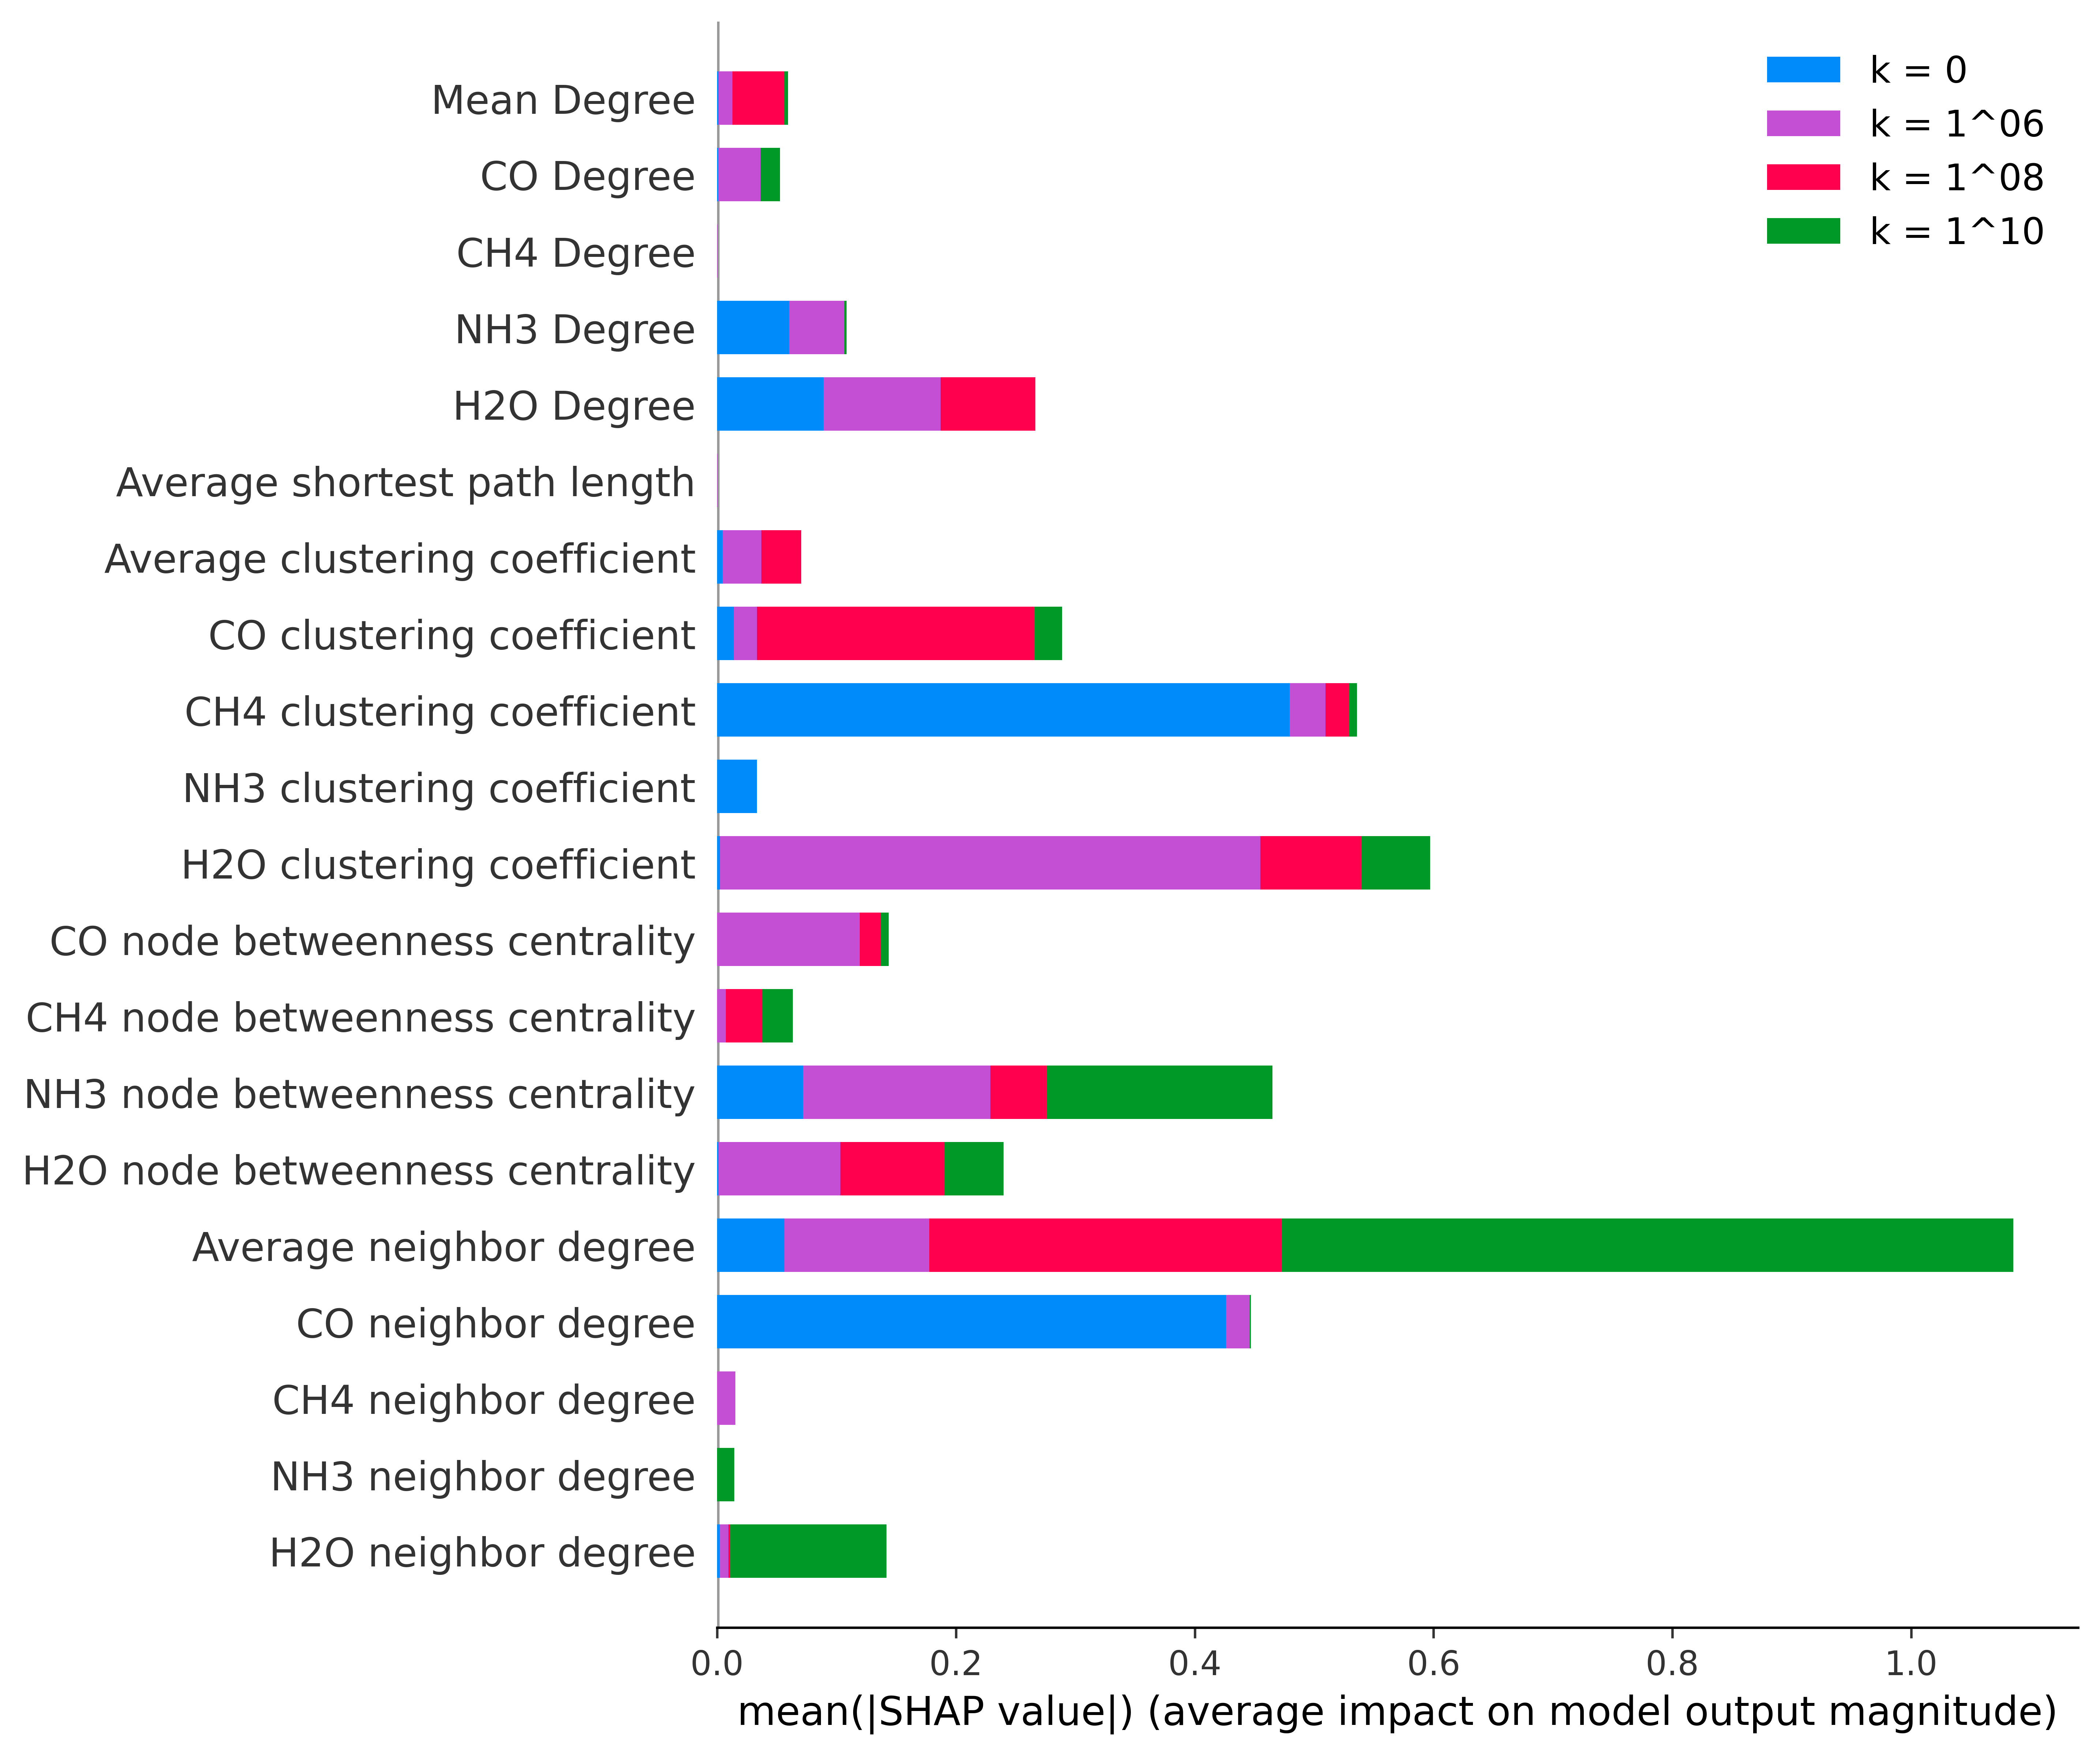 k = 0
k = 1^06
k = 1^08
k = 1^10
Mean Degree
CO Degree
CH4 Degree
NH3 Degree
H2O Degree
Average shortest path length
Average clustering coefficient
CO clustering coefficient
CH4 clustering coefficient
NH3 clustering coefficient
H2O clustering coefficient
CO node betweenness centrality
CH4 node betweenness centrality
NH3 node betweenness centrality
H2O node betweenness centrality
Average neighbor degree
CO neighbor degree
CH4 neighbor degree
NH3 neighbor degree
H2O neighbor degree
0.0 0.2 0.4 0.6 0.8 1.0
mean(|SHAP value|) (average impact on model output magnitude)